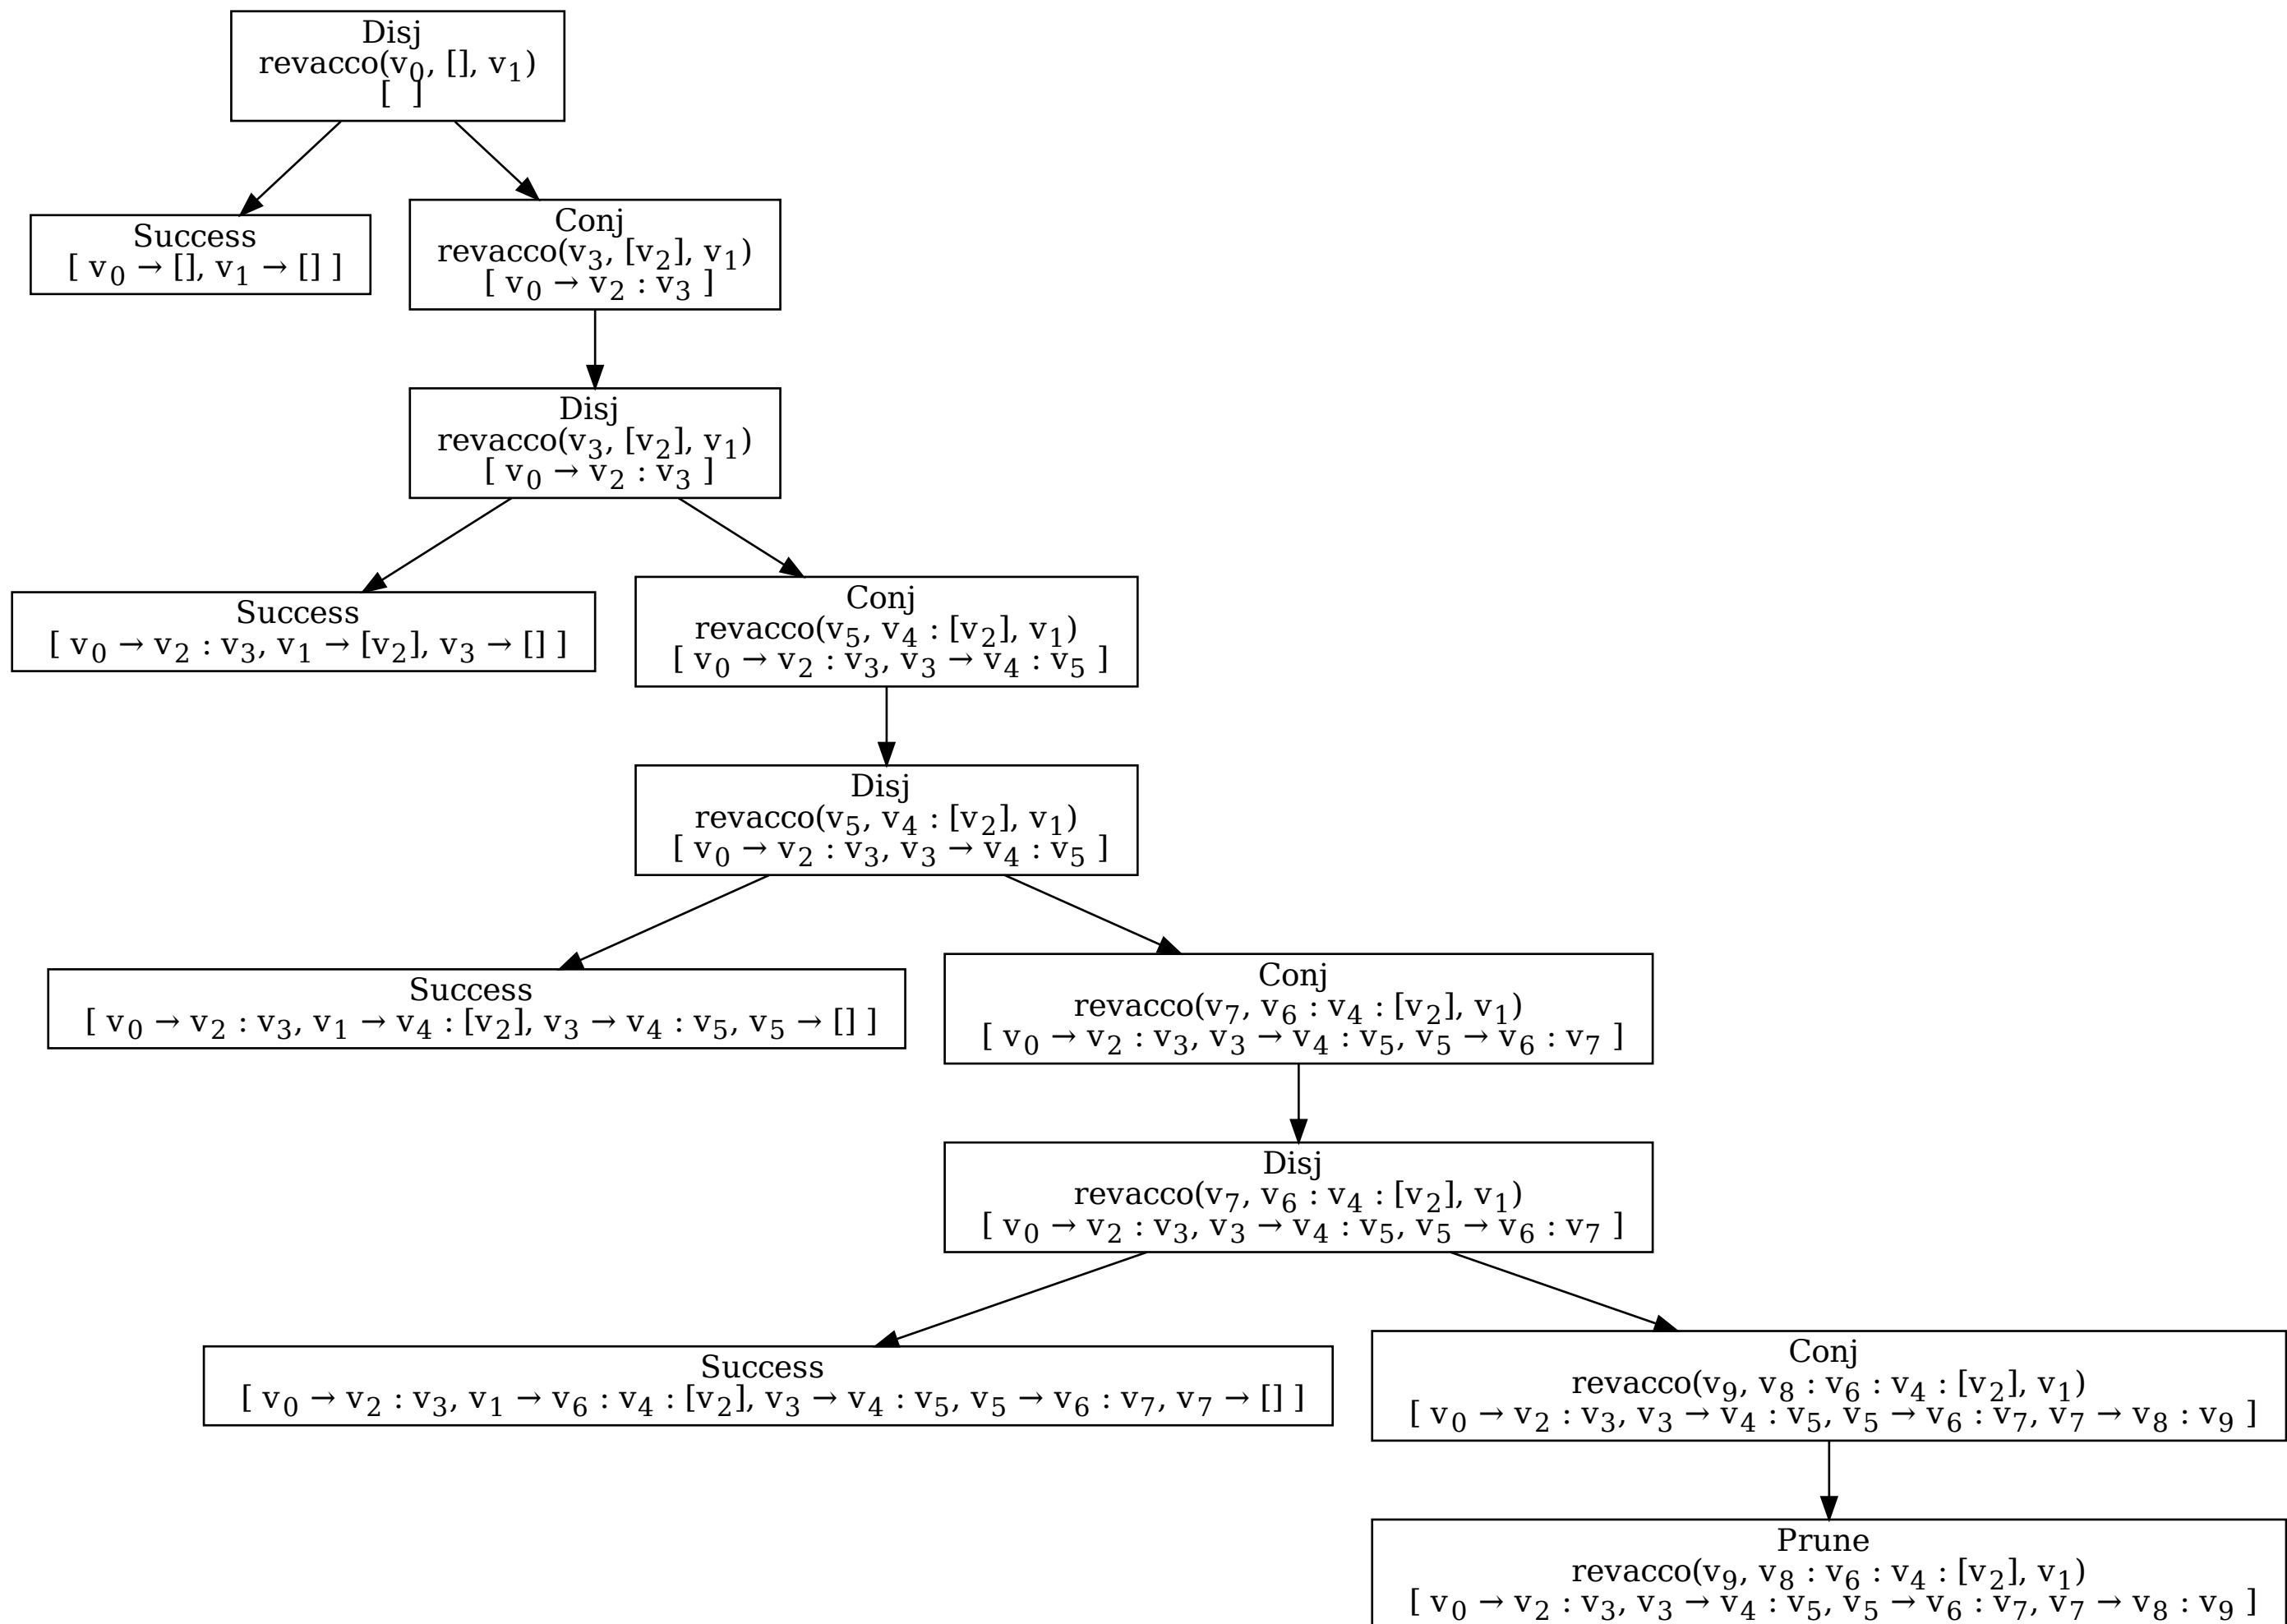 Disj
revacco(v₀, [], v₁)
[ ]
Success
[ v₀ → [], v₁ → [] ]
Conj
revacco(v₃, [v₂], v₁)
[ v₀ → v₂ : v₃ ]
Disj
revacco(v₃, [v₂], v₁)
[ v₀ → v₂ : v₃ ]
Success
[ v₀ → v₂ : v₃, v₁ → [v₂], v₃ → [] ]
Conj
revacco(v₅, v₄ : [v₂], v₁)
[ v₀ → v₂ : v₃, v₃ → v₄ : v₅ ]
Disj
revacco(v₅, v₄ : [v₂], v₁)
[ v₀ → v₂ : v₃, v₃ → v₄ : v₅ ]
Success
[ v₀ → v₂ : v₃, v₁ → v₄ : [v₂], v₃ → v₄ : v₅, v₅ → [] ]
Conj
revacco(v₇, v₆ : v₄ : [v₂], v₁)
[ v₀ → v₂ : v₃, v₃ → v₄ : v₅, v₅ → v₆ : v₇ ]
Disj
revacco(v₇, v₆ : v₄ : [v₂], v₁)
[ v₀ → v₂ : v₃, v₃ → v₄ : v₅, v₅ → v₆ : v₇ ]
Success
[ v₀ → v₂ : v₃, v₁ → v₆ : v₄ : [v₂], v₃ → v₄ : v₅, v₅ → v₆ : v₇, v₇ → [] ]
Conj
revacco(v₉, v₈ : v₆ : v₄ : [v₂], v₁)
[ v₀ → v₂ : v₃, v₃ → v₄ : v₅, v₅ → v₆ : v₇, v₇ → v₈ : v₉ ]
Prune
revacco(v₉, v₈ : v₆ : v₄ : [v₂], v₁)
[ v₀ → v₂ : v₃, v₃ → v₄ : v₅, v₅ → v₆ : v₇, v₇ → v₈ : v₉ ]